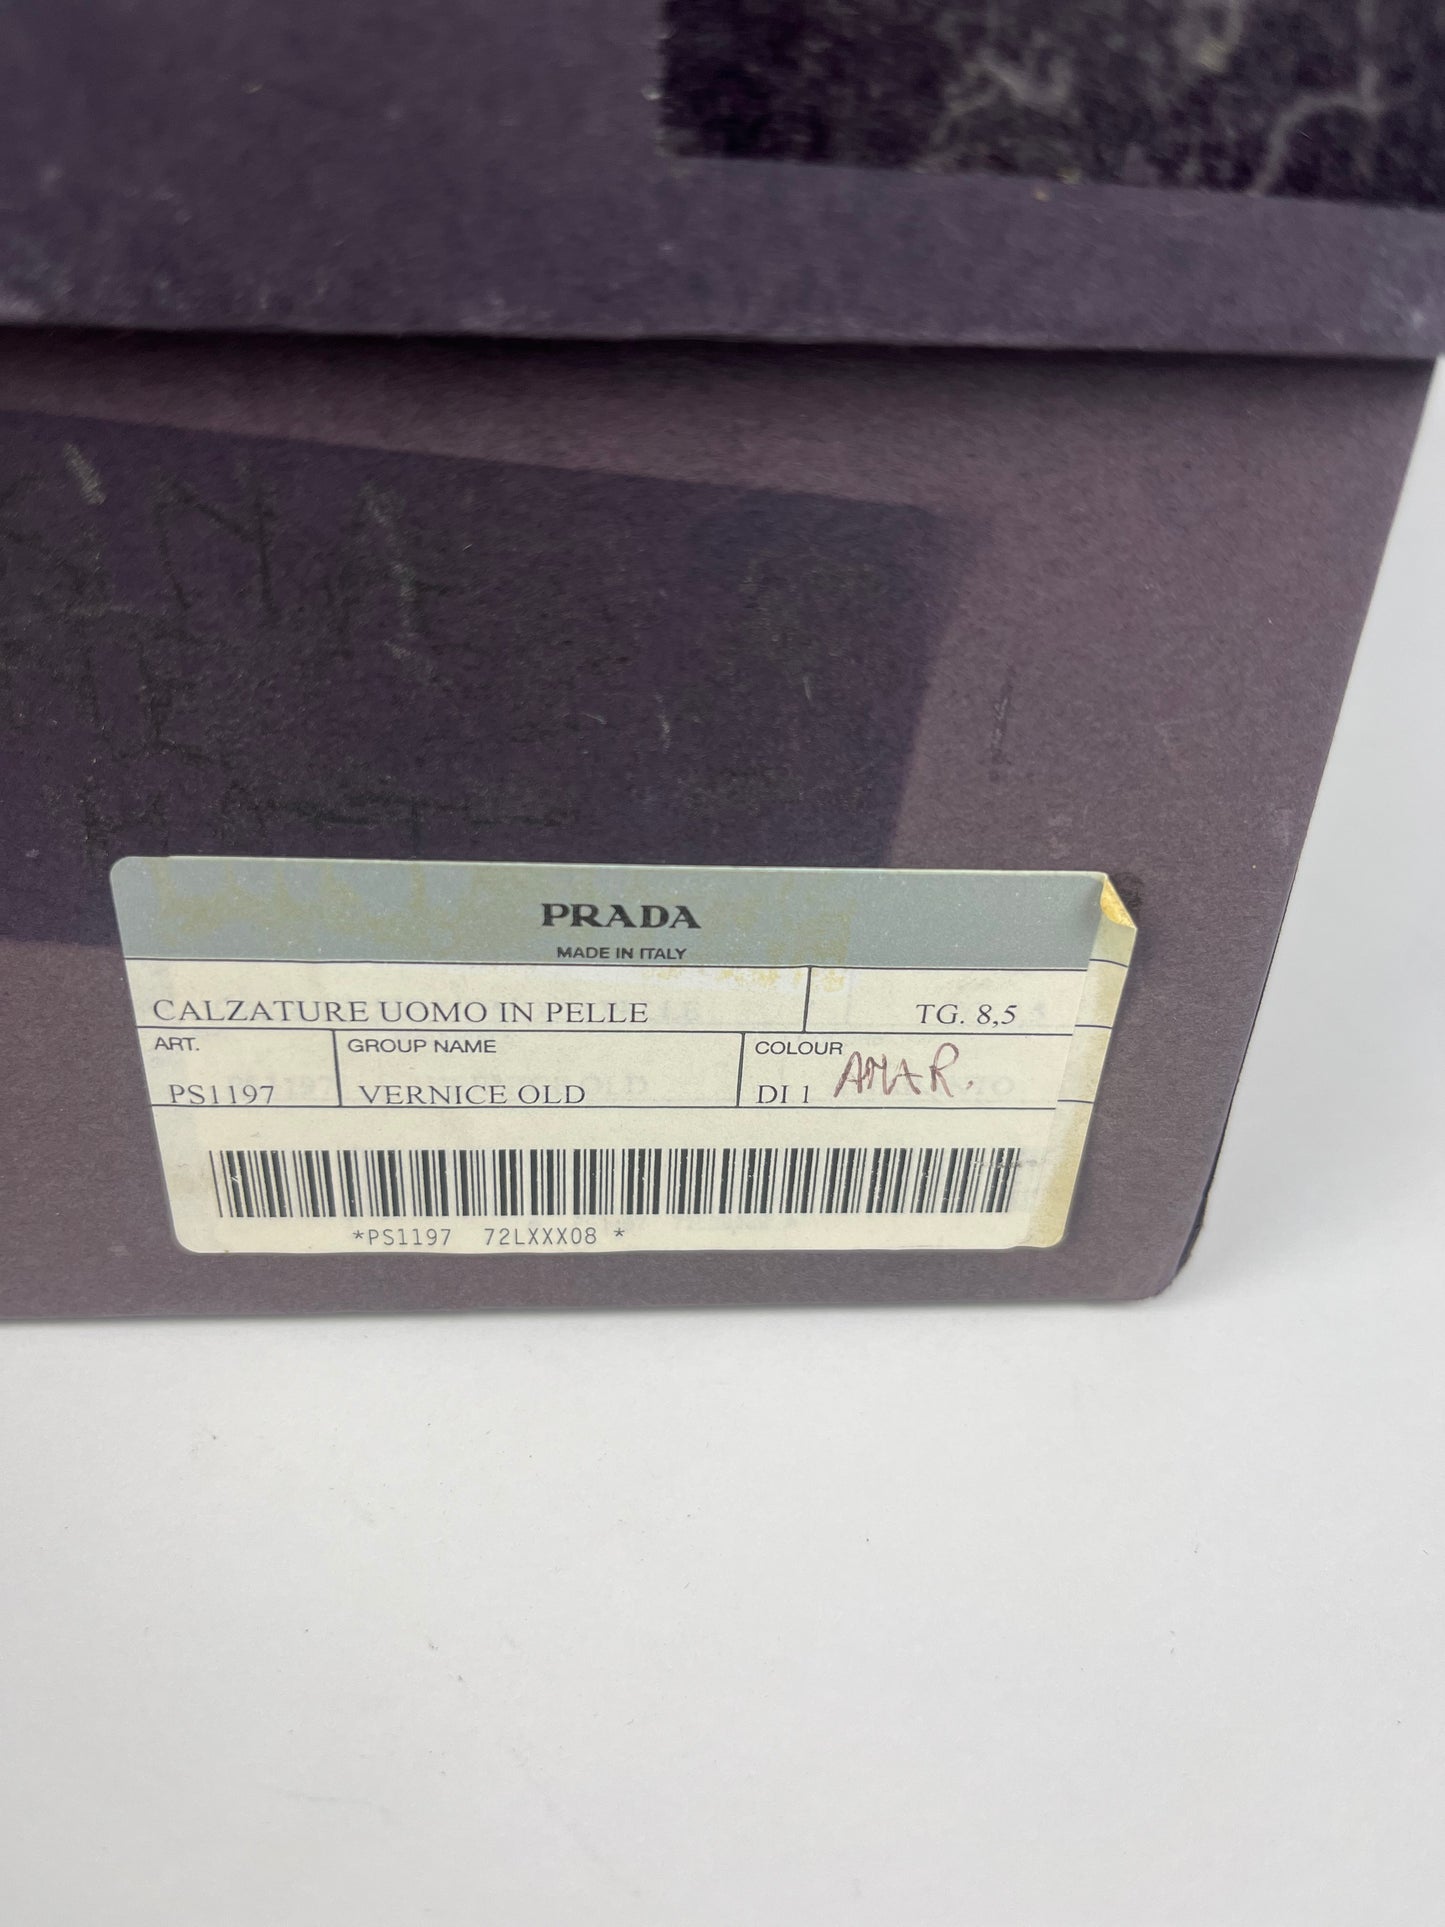 PRADA
MADE IN ITALY
CALZATURE UOMO IN PELLE TG. 8,5
ART. GROUP NAME COLOUR
PS1197 VERNICE OLD DI 1 AMAR.
*PS1197 72LXXX08 *